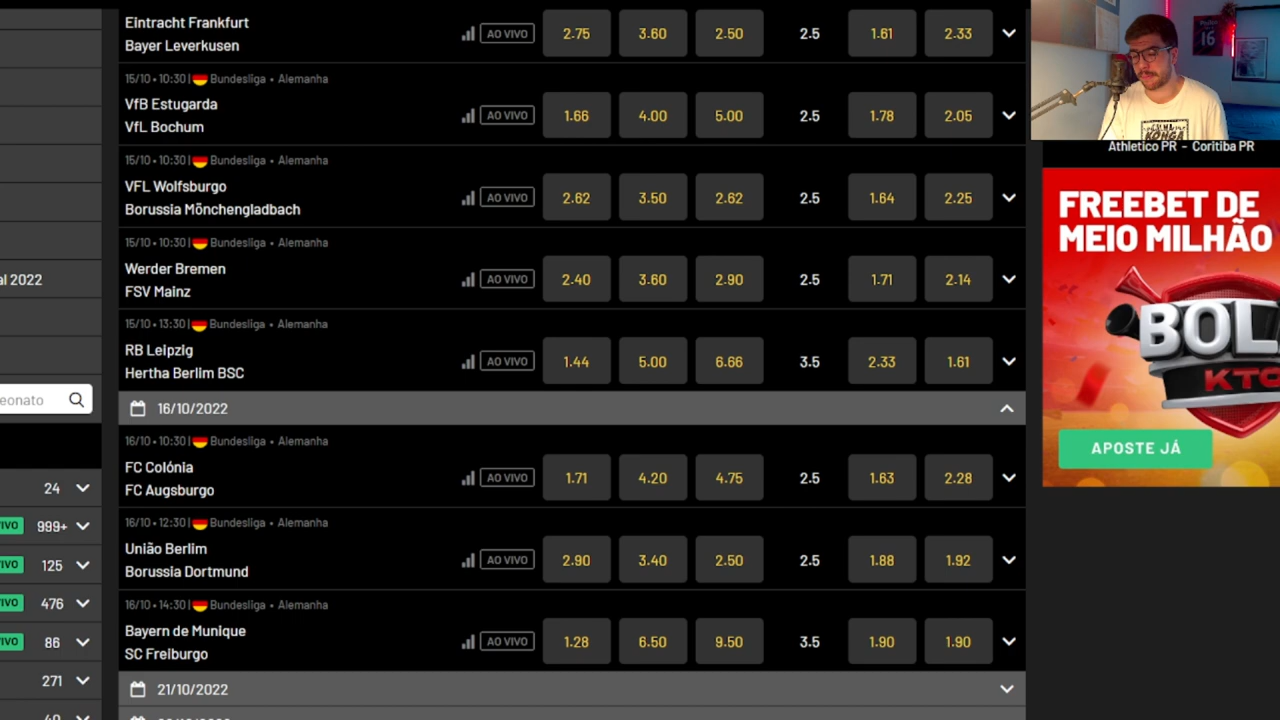 Eintracht Frankfurt
Bayer Leverkusen
AO VIVO 2.75 3.60 2.50 2.5 1.61 2.33
15/10 • 10:30 | Bundesliga • Alemanha
VfB Estugarda
VfL Bochum
AO VIVO 1.66 4.00 5.00 2.5 1.78 2.05
15/10 • 10:30 | Bundesliga • Alemanha
VFL Wolfsburgo
Borussia Mönchengladbach
AO VIVO 2.62 3.50 2.62 2.5 1.64 2.25
15/10 • 10:30 | Bundesliga • Alemanha
Werder Bremen
FSV Mainz
AO VIVO 2.40 3.60 2.90 2.5 1.71 2.14
15/10 • 13:30 | Bundesliga • Alemanha
RB Leipzig
Hertha Berlim BSC
AO VIVO 1.44 5.00 6.66 3.5 2.33 1.61
16/10/2022
16/10 • 10:30 | Bundesliga • Alemanha
FC Colónia
FC Augsburgo
AO VIVO 1.71 4.20 4.75 2.5 1.63 2.28
16/10 • 12:30 | Bundesliga • Alemanha
União Berlim
Borussia Dortmund
AO VIVO 2.90 3.40 2.50 2.5 1.88 1.92
16/10 • 14:30 | Bundesliga • Alemanha
Bayern de Munique
SC Freiburgo
AO VIVO 1.28 6.50 9.50 3.5 1.90 1.90
21/10/2022
al 2022
eonato
24
IVO 999+
IVO 125
IVO 476
IVO 86
271
16
KONGA
Athletico PR - Coritiba PR
FREEBET DE
MEIO MILHÃO
BOL
KTO
APOSTE JÁ